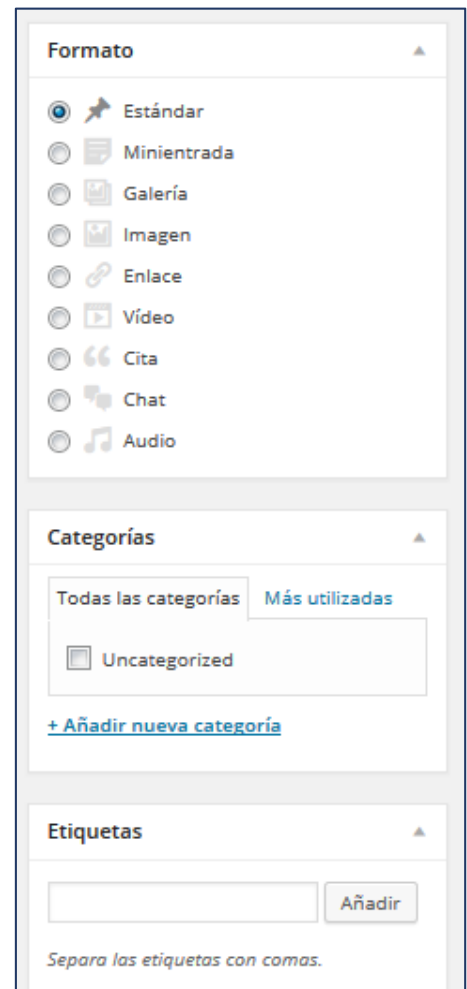 Formato
Estándar
Minientrada
Galería
Imagen
Enlace
Vídeo
Cita
Chat
Audio
Categorías
Todas las categorías Más utilizadas
Uncategorized
+ Añadir nueva categoría
Etiquetas
Añadir
Separa las etiquetas con comas.